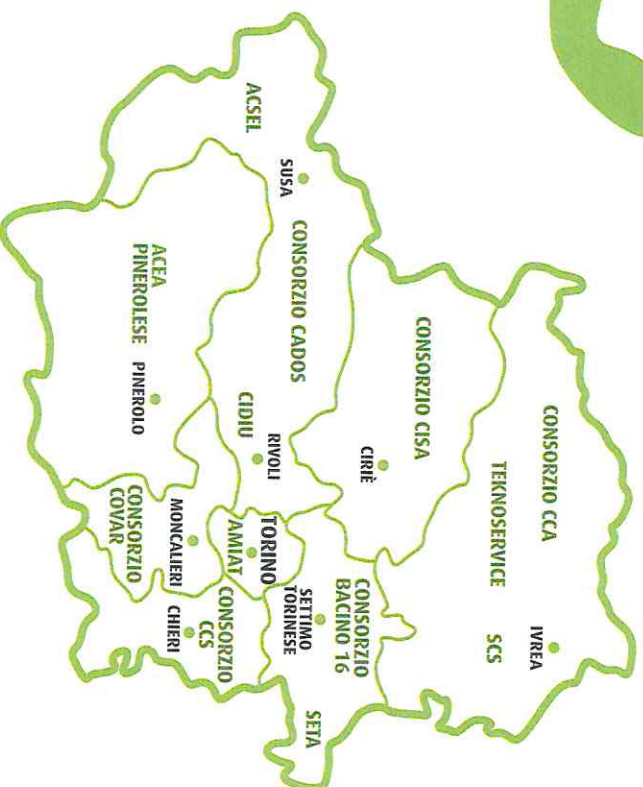 CONSORZIO CCA
IVREA
TEKNOSERVICE
SCS
CONSORZIO CISA
CIRIÈ
CONSORZIO
BACINO 16
SETA
SETTIMO
TORINESE
CONSORZIO CADOS
SUSA
RIVOLI
TORINO
AMIAT
ACSEL
CIDIU
CONSORZIO
CCS
MONCALIERI
CHIERI
ACEA
PINEROLESE
PINEROLO
CONSORZIO
COVAR